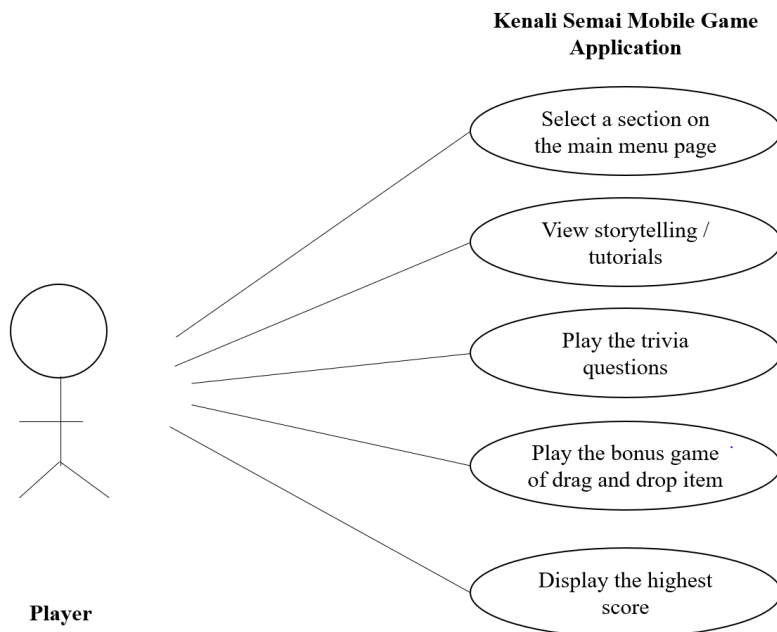 Kenali Semai Mobile Game
Application
Select a section on
the main menu page
View storytelling /
tutorials
Play the trivia
questions
Play the bonus game
of drag and drop item
Display the highest
score
Player